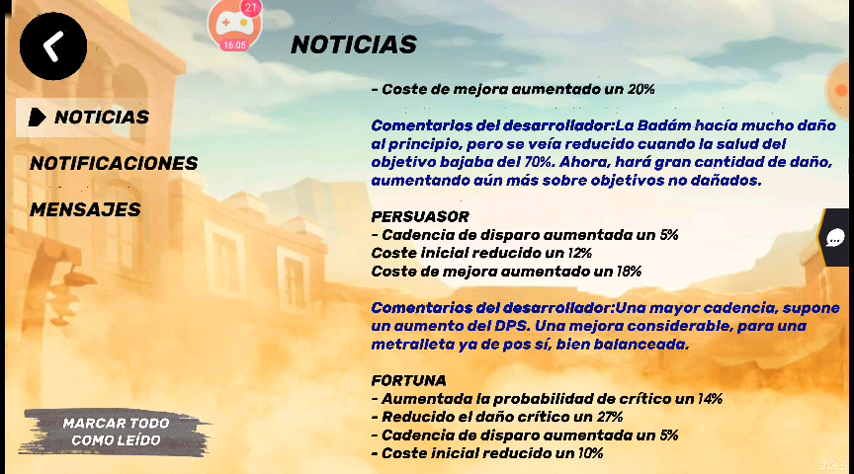 21
16:05
NOTICIAS
NOTICIAS
NOTIFICACIONES
MENSAJES
MARCAR TODO
COMO LEÍDO
- Coste de mejora aumentado un 20%
Comentarios del desarrollador:La Badám hacía mucho daño
al principio, pero se veía reducido cuando la salud del
objetivo bajaba del 70%. Ahora, hará gran cantidad de daño,
aumentando aún más sobre objetivos no dañados.
PERSUASOR
- Cadencia de disparo aumentada un 5%
Coste inicial reducido un 12%
Coste de mejora aumentado un 18%
Comentarios del desarrollador:Una mayor cadencia, supone
un aumento del DPS. Una mejora considerable, para una
metralleta ya de pos sí, bien balanceada.
FORTUNA
- Aumentada la probabilidad de crítico un 14%
- Reducido el daño crítico un 27%
- Cadencia de disparo aumentada un 5%
- Coste inicial reducido un 10%